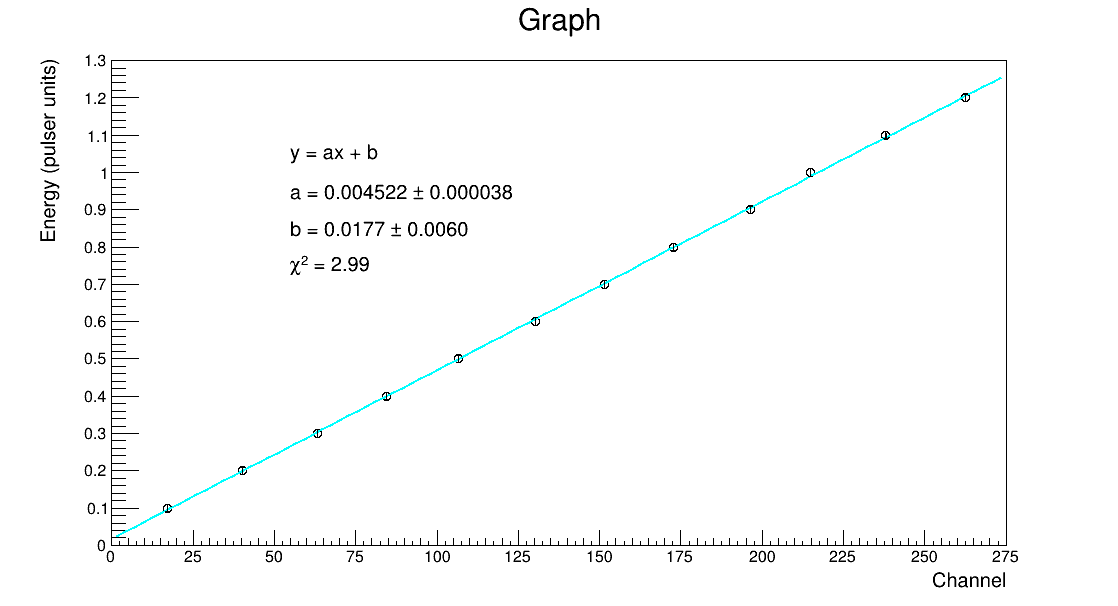 Graph
Energy (pulser units)
1.3
1.2
1.1
1
0.9
0.8
0.7
0.6
0.5
0.4
0.3
0.2
0.1
0
y = ax + b
a = 0.004522 ± 0.000038
b = 0.0177 ± 0.0060
χ² = 2.99
0 25 50 75 100 125 150 175 200 225 250 275
Channel